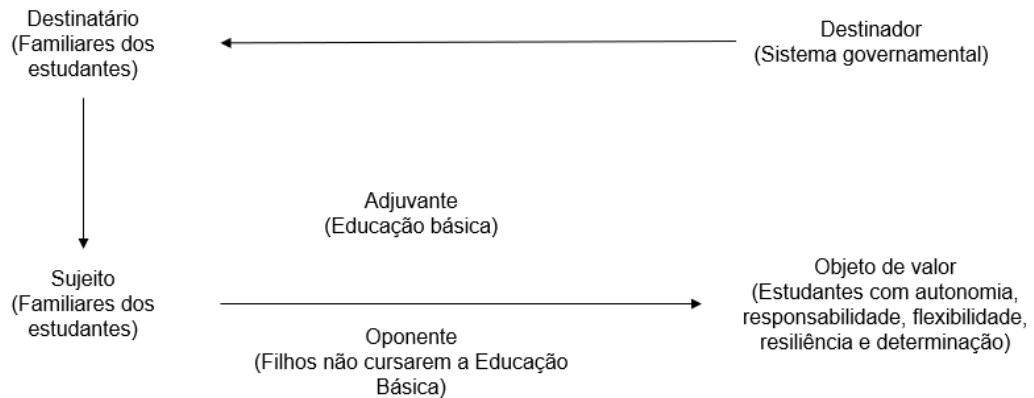 Destinatário
(Familiares dos
estudantes)
Destinador
(Sistema governamental)
Adjuvante
(Educação básica)
Sujeito
(Familiares dos
estudantes)
Oponente
(Filhos não cursarem a Educação
Básica)
Objeto de valor
(Estudantes com autonomia,
responsabilidade, flexibilidade,
resiliência e determinação)